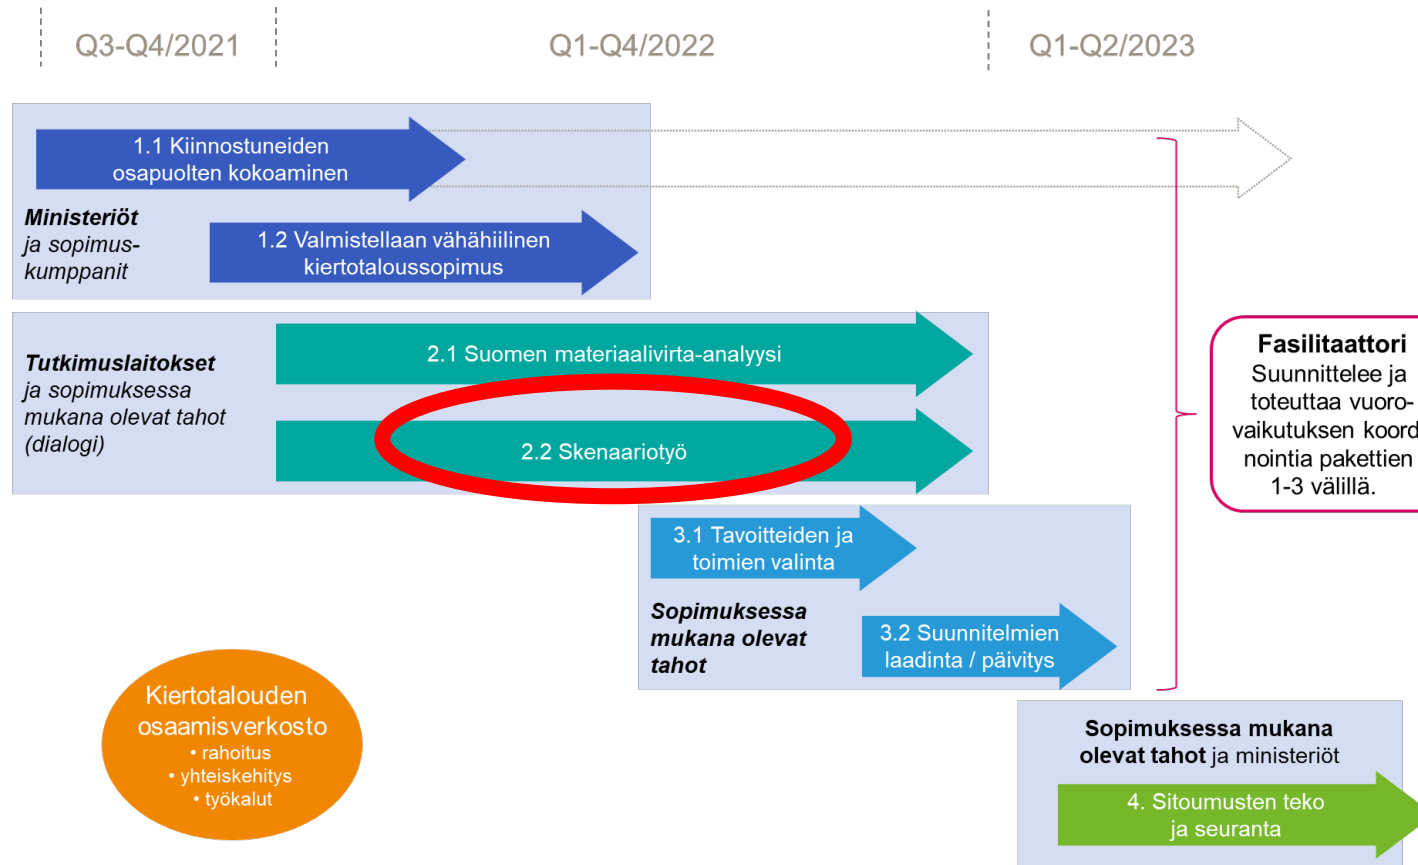 Q3-Q4/2021
Q1-Q4/2022
Q1-Q2/2023
1.1 Kiinnostuneiden
osapuolten kokoaminen
Ministeriöt
ja sopimus-
kumppanit
1.2 Valmistellaan vähähiilinen
kiertotaloussopimus
Tutkimuslaitokset
ja sopimuksessa
mukana olevat tahot
(dialogi)
2.1 Suomen materiaalivirta-analyysi
2.2 Skenaariotyö
Fasilitaattori
Suunnittelee ja
toteuttaa vuoro-
vaikutuksen koord
nointia pakettien
1-3 välillä.
3.1 Tavoitteiden ja
toimien valinta
Sopimuksessa
mukana olevat
tahot
3.2 Suunnitelmien
laadinta / päivitys
Kiertotalouden
osaamisverkosto
• rahoitus
• yhteiskehitys
• työkalut
Sopimuksessa mukana
olevat tahot ja ministeriöt
4. Sitoumusten teko
ja seuranta